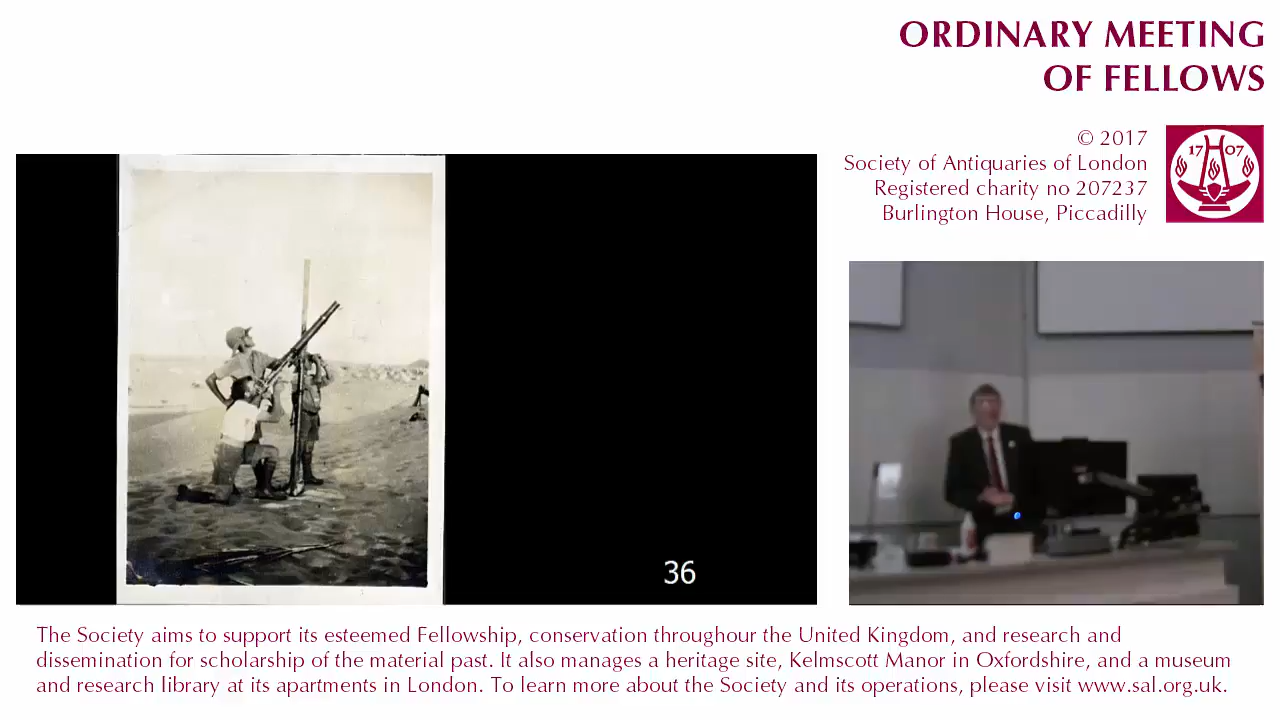 ORDINARY MEETING
OF FELLOWS
© 2017
Society of Antiquaries of London
Registered charity no 207237
Burlington House, Piccadilly
17 07
36
The Society aims to support its esteemed Fellowship, conservation throughour the United Kingdom, and research and
dissemination for scholarship of the material past. It also manages a heritage site, Kelmscott Manor in Oxfordshire, and a museum
and research library at its apartments in London. To learn more about the Society and its operations, please visit www.sal.org.uk.